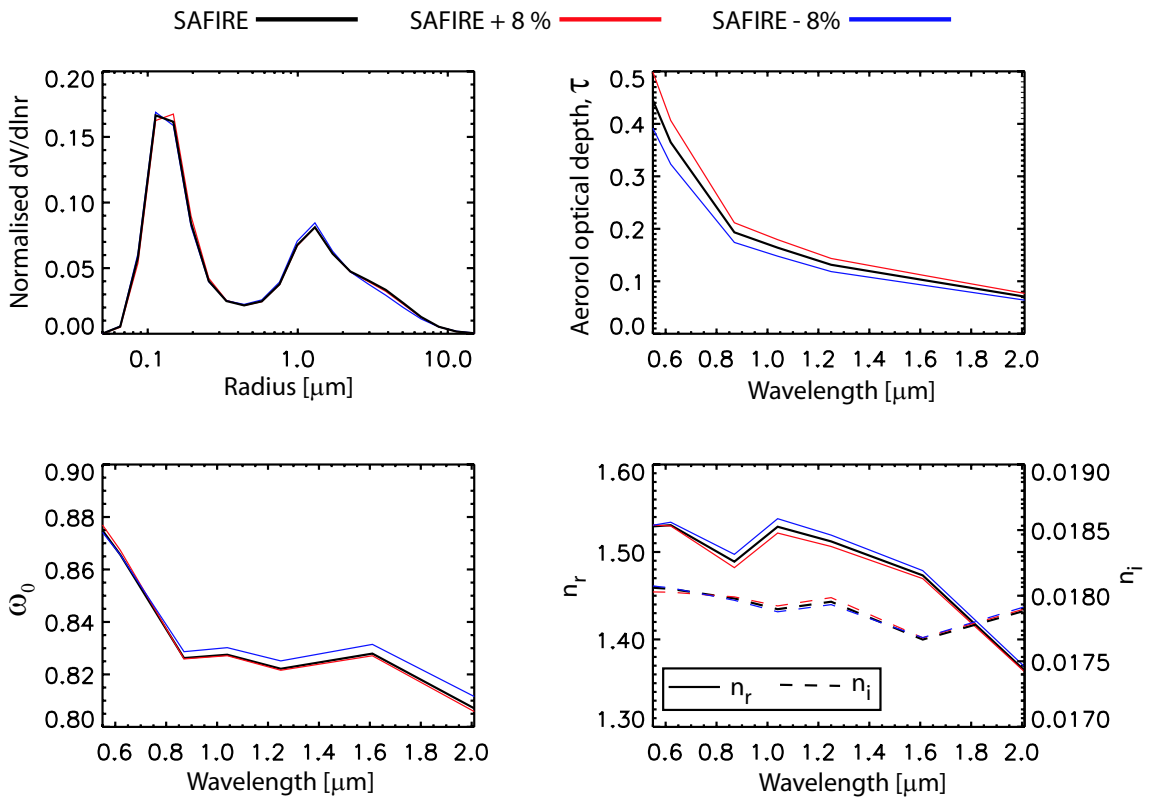 SAFIRE SAFIRE + 8 % SAFIRE - 8%
Normalised dV/dlnr
0.20
0.15
0.10
0.05
0.00
0.1 1.0 10.0
Radius [μm]
Aerorol optical depth, τ
0.5
0.4
0.3
0.2
0.1
0.0
0.6 0.8 1.0 1.2 1.4 1.6 1.8 2.0
Wavelength [μm]
ω0
0.90
0.88
0.86
0.84
0.82
0.80
0.6 0.8 1.0 1.2 1.4 1.6 1.8 2.0
Wavelength [μm]
nr
1.60
1.50
1.40
1.30
nr ni
0.6 0.8 1.0 1.2 1.4 1.6 1.8 2.0
Wavelength [μm]
0.0190
0.0185
0.0180
0.0175
0.0170
ni